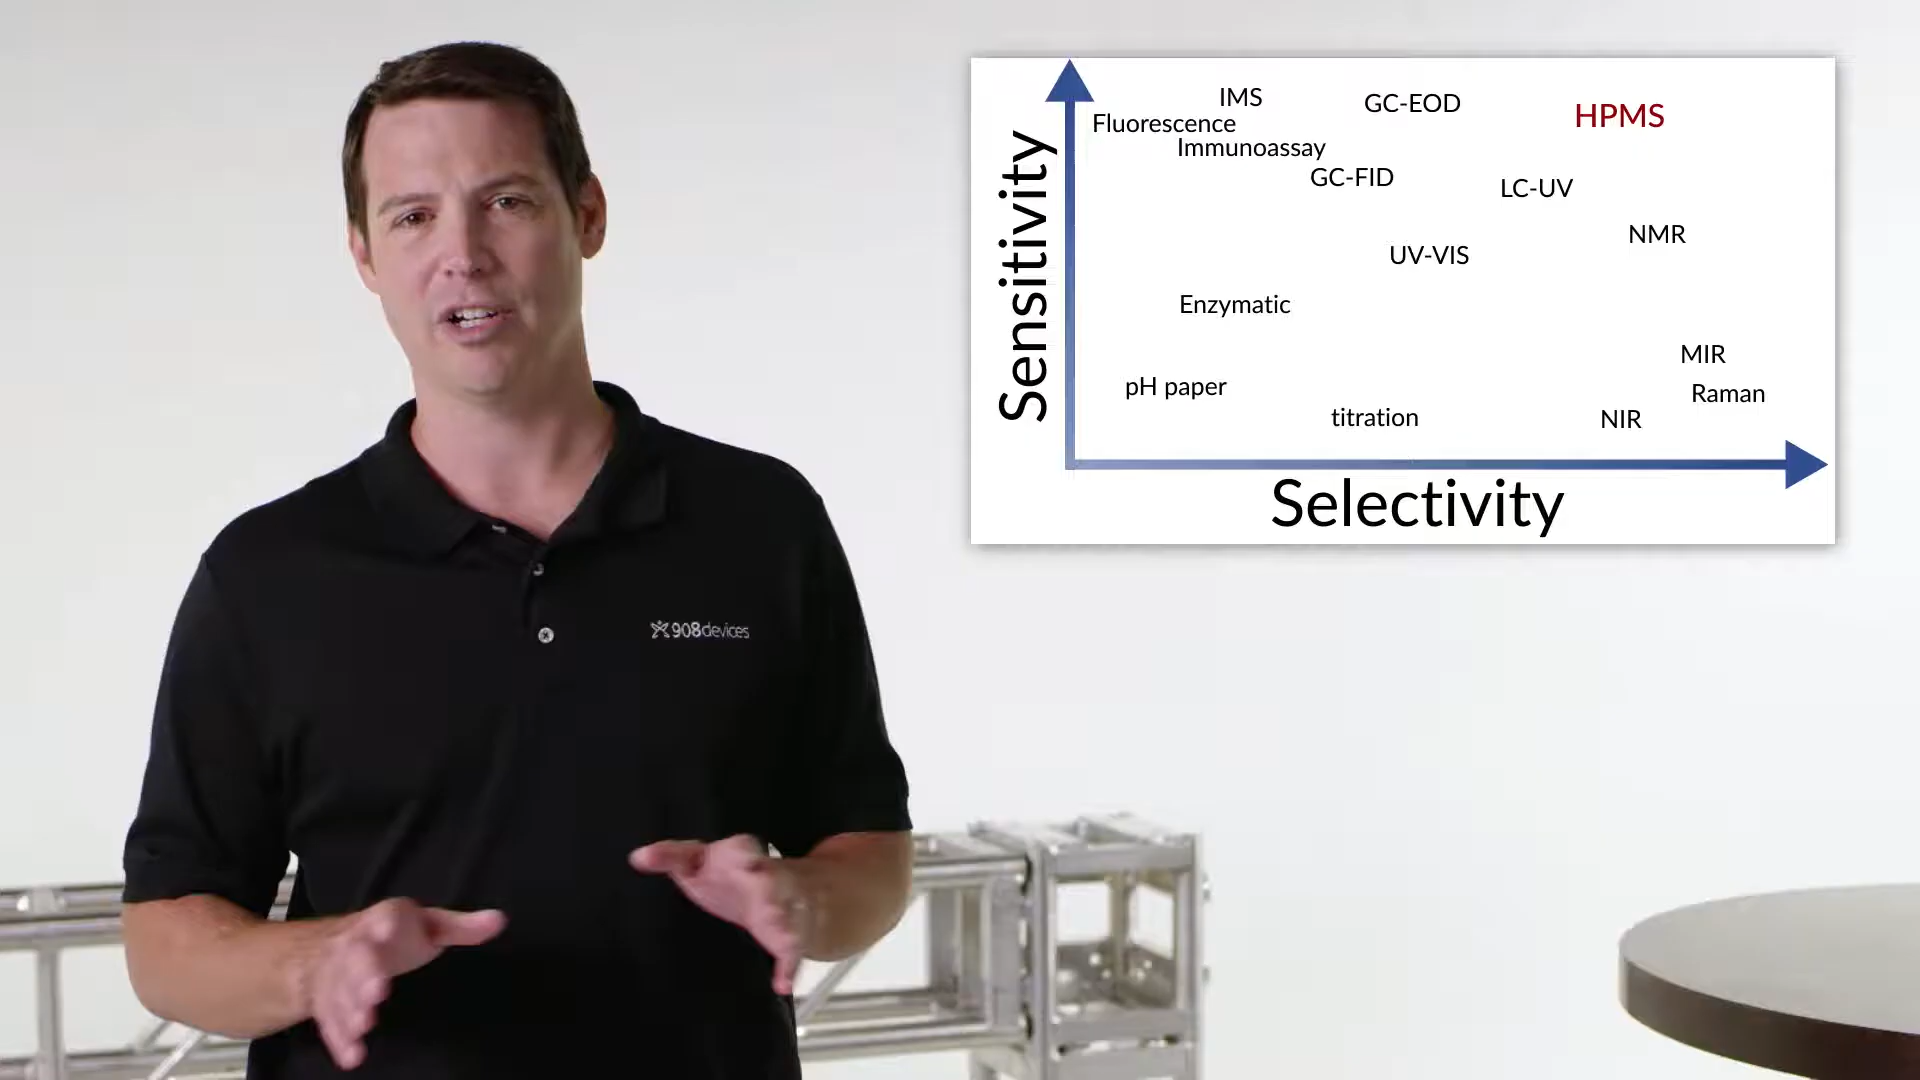 IMS
GC-EOD
HPMS
Fluorescence
Immunoassay
GC-FID
LC-UV
NMR
UV-VIS
Enzymatic
MIR
pH paper
Raman
titration
NIR
Sensitivity
Selectivity
908devices